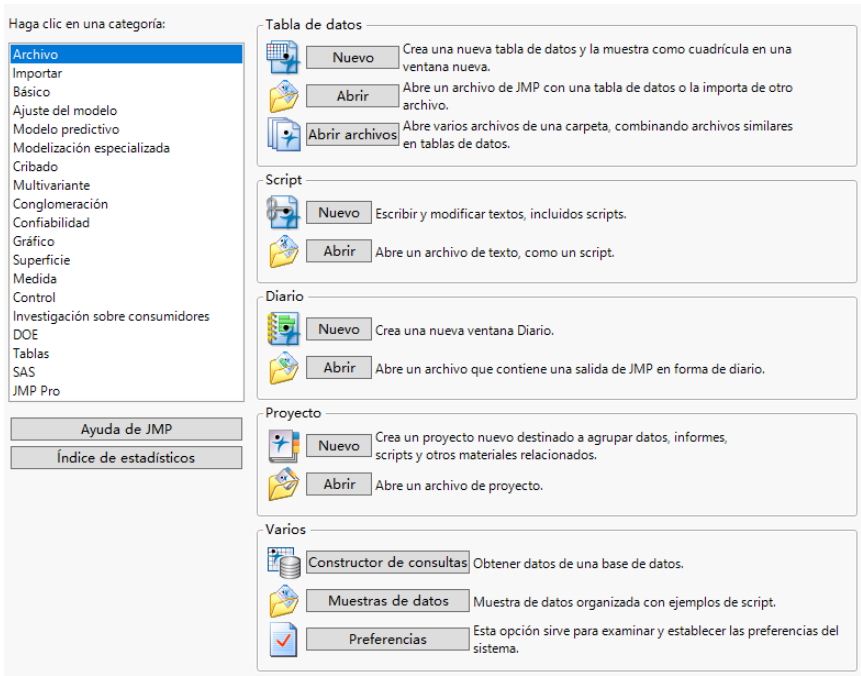 Haga clic en una categoría:
Archivo
Importar
Básico
Ajuste del modelo
Modelo predictivo
Modelización especializada
Cribado
Multivariante
Conglomeración
Confiabilidad
Gráfico
Superficie
Medida
Control
Investigación sobre consumidores
DOE
Tablas
SAS
JMP Pro
Ayuda de JMP
Índice de estadísticos
Tabla de datos
Nuevo
Crea una nueva tabla de datos y la muestra como cuadrícula en una
ventana nueva.
Abrir
Abre un archivo de JMP con una tabla de datos o la importa de otro
archivo.
Abrir archivos
Abre varios archivos de una carpeta, combinando archivos similares
en tablas de datos.
Script
Nuevo
Escribir y modificar textos, incluidos scripts.
Abrir
Abre un archivo de texto, como un script.
Diario
Nuevo
Crea una nueva ventana Diario.
Abrir
Abre un archivo que contiene una salida de JMP en forma de diario.
Proyecto
Nuevo
Crea un proyecto nuevo destinado a agrupar datos, informes,
scripts y otros materiales relacionados.
Abrir
Abre un archivo de proyecto.
Varios
Constructor de consultas
Obtener datos de una base de datos.
Muestras de datos
Muestra de datos organizada con ejemplos de script.
Preferencias
Esta opción sirve para examinar y establecer las preferencias del
sistema.